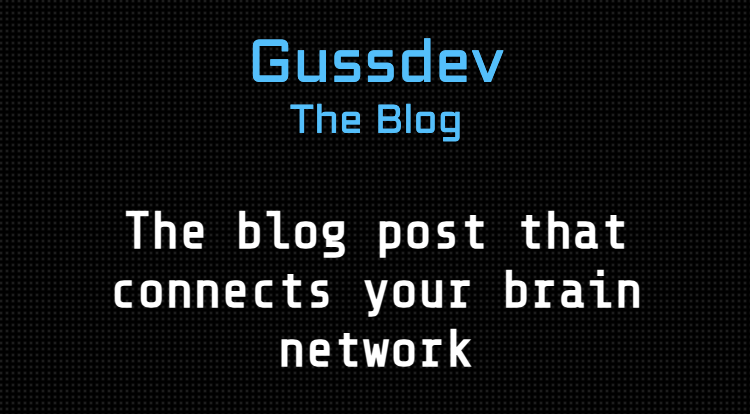 Gussdev
The Blog
The blog post that
connects your brain
network